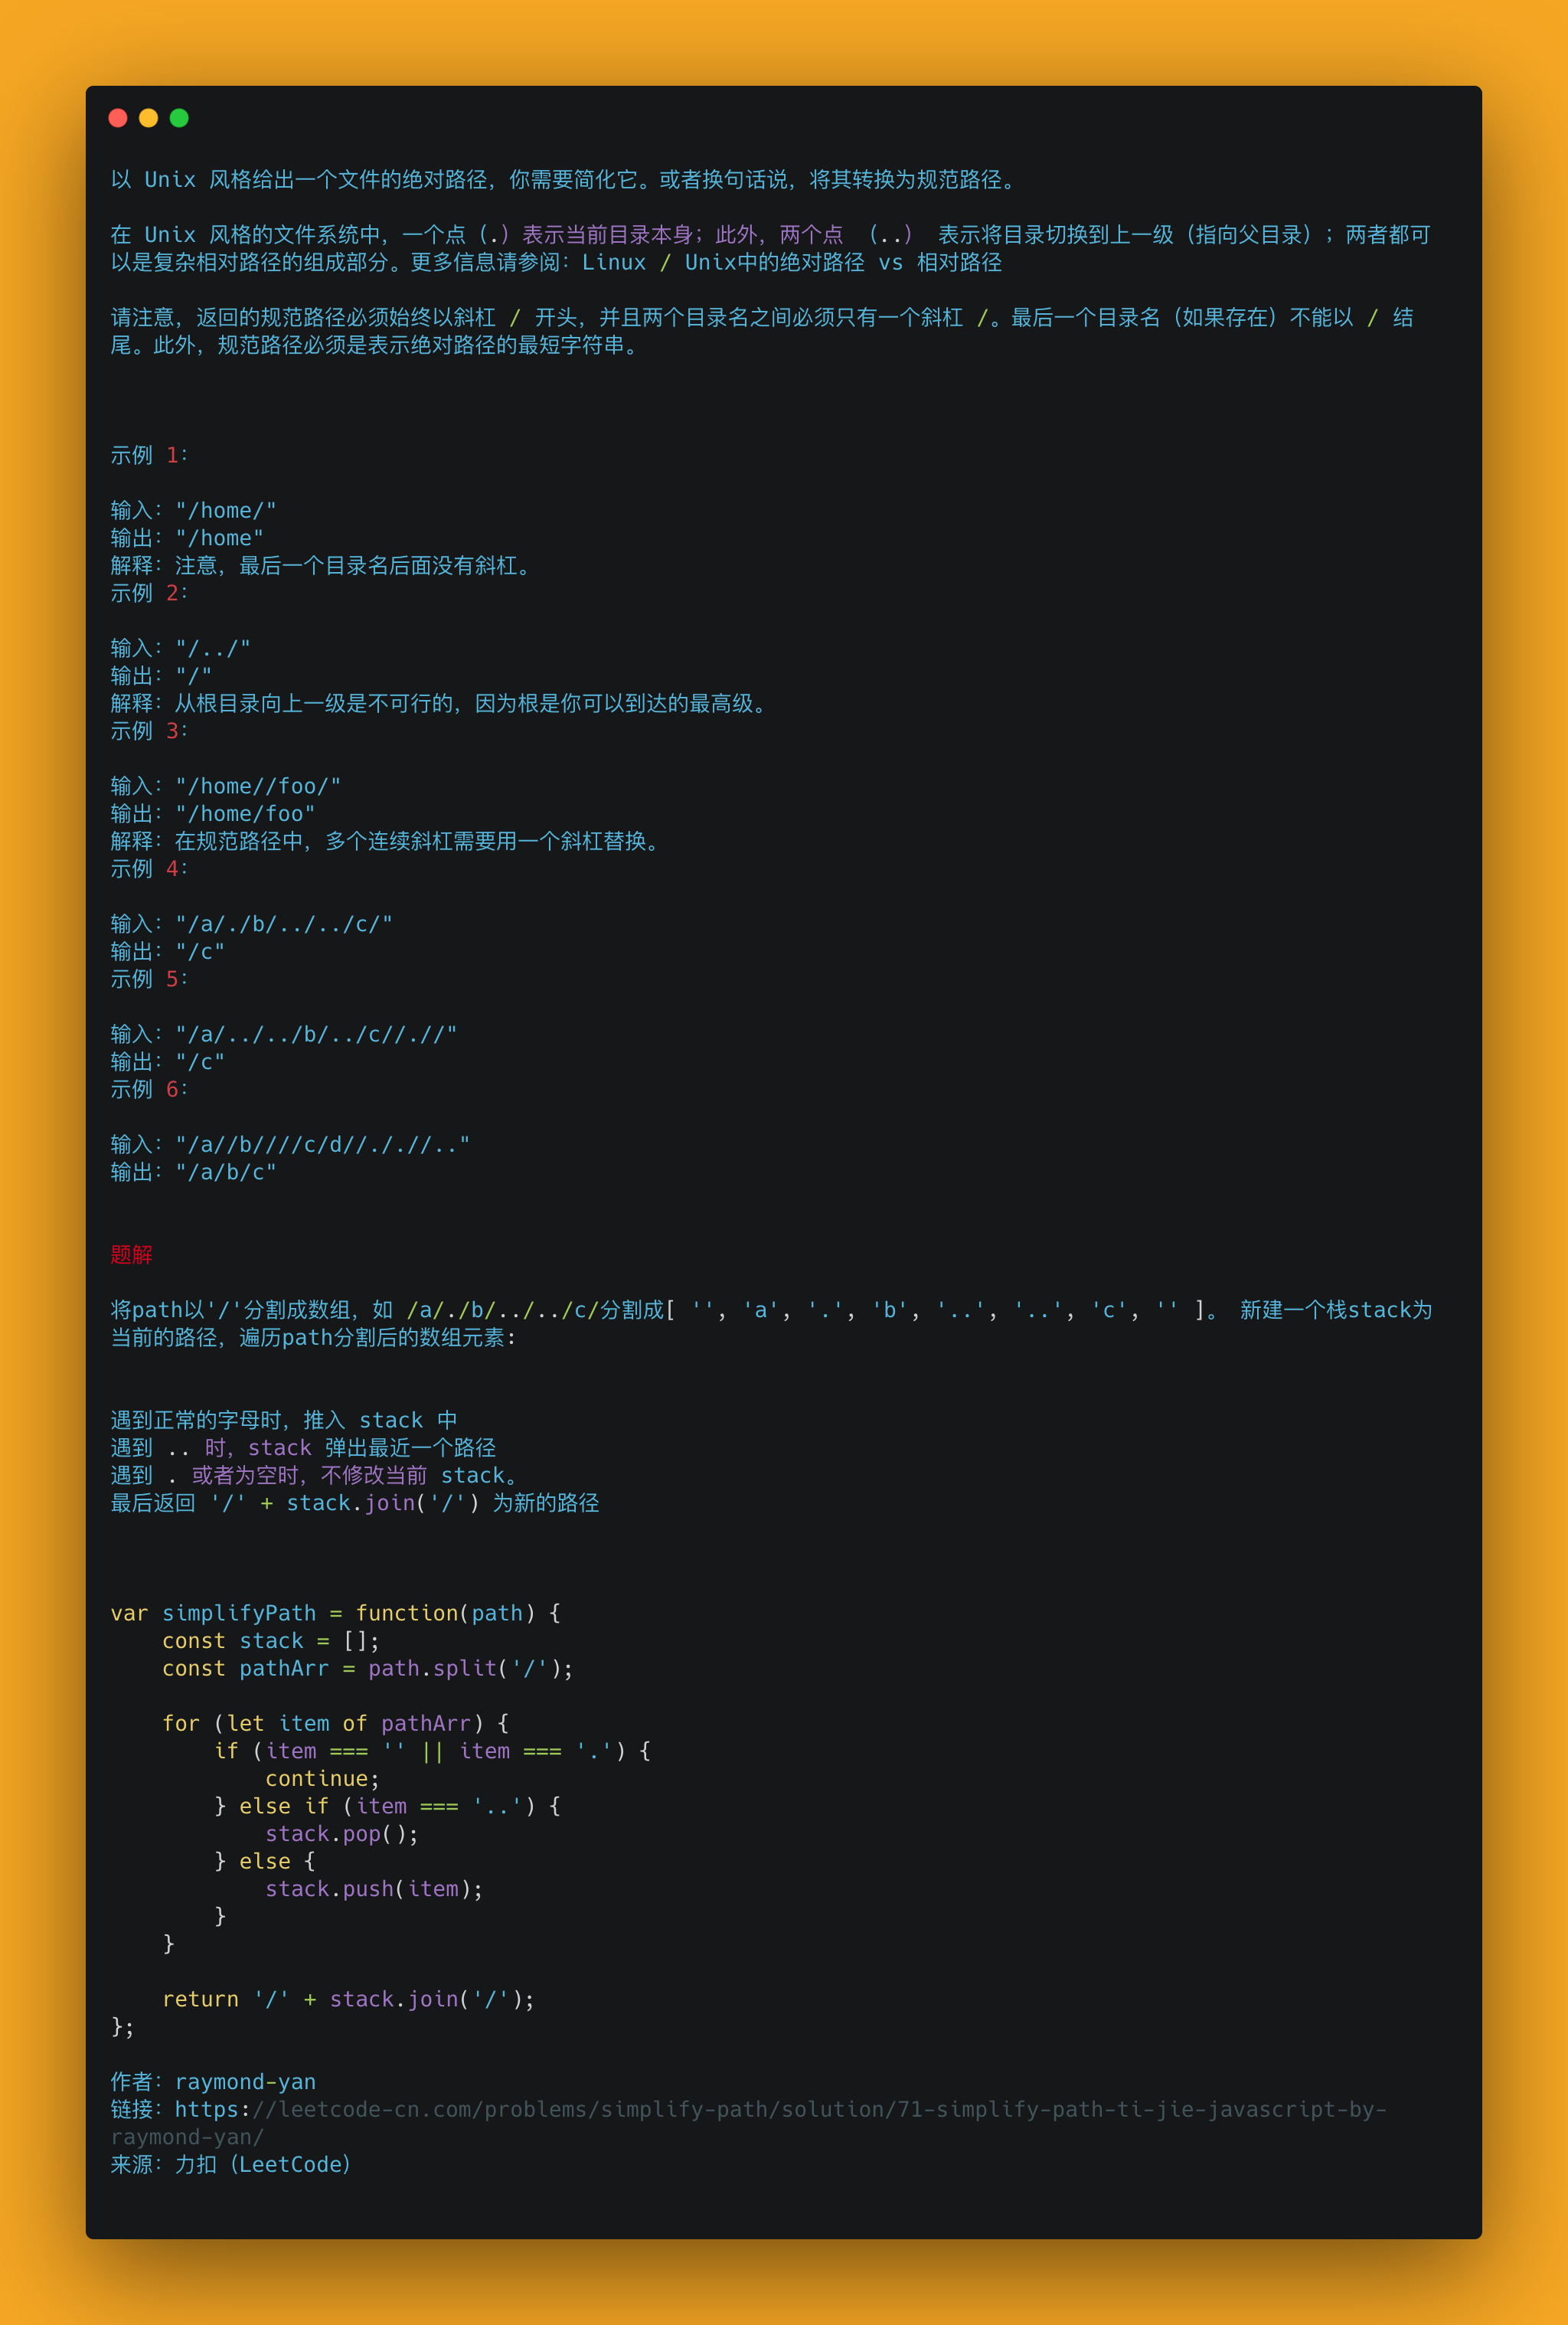 以 Unix 风格给出一个文件的绝对路径，你需要简化它。或者换句话说，将其转换为规范路径。
在 Unix 风格的文件系统中，一个点（.）表示当前目录本身；此外，两个点 （..） 表示将目录切换到上一级（指向父目录）；两者都可
以是复杂相对路径的组成部分。更多信息请参阅：Linux / Unix中的绝对路径 vs 相对路径
请注意，返回的规范路径必须始终以斜杠 / 开头，并且两个目录名之间必须只有一个斜杠 /。最后一个目录名（如果存在）不能以 / 结
尾。此外，规范路径必须是表示绝对路径的最短字符串。
示例 1：
输入："/home/"
输出："/home"
解释：注意，最后一个目录名后面没有斜杠。
示例 2：
输入："/../"
输出："/"
解释：从根目录向上一级是不可行的，因为根是你可以到达的最高级。
示例 3：
输入："/home//foo/"
输出："/home/foo"
解释：在规范路径中，多个连续斜杠需要用一个斜杠替换。
示例 4：
输入："/a/./b/../../c/"
输出："/c"
示例 5：
输入："/a/../../b/../c//.//"
输出："/c"
示例 6：
输入："/a//b////c/d//././/.."
输出："/a/b/c"
题解
将path以'/'分割成数组，如 /a/./b/../../c/分割成[ '', 'a', '.', 'b', '..', '..', 'c', '' ]。 新建一个栈stack为
当前的路径，遍历path分割后的数组元素:
遇到正常的字母时，推入 stack 中
遇到 .. 时，stack 弹出最近一个路径
遇到 . 或者为空时，不修改当前 stack。
最后返回 '/' + stack.join('/') 为新的路径
var simplifyPath = function(path) {
    const stack = [];
    const pathArr = path.split('/');
    for (let item of pathArr) {
        if (item === '' || item === '.') {
            continue;
        } else if (item === '..') {
            stack.pop();
        } else {
            stack.push(item);
        }
    }
    return '/' + stack.join('/');
};
作者：raymond-yan
链接：https://leetcode-cn.com/problems/simplify-path/solution/71-simplify-path-ti-jie-javascript-by-
raymond-yan/
来源：力扣（LeetCode）